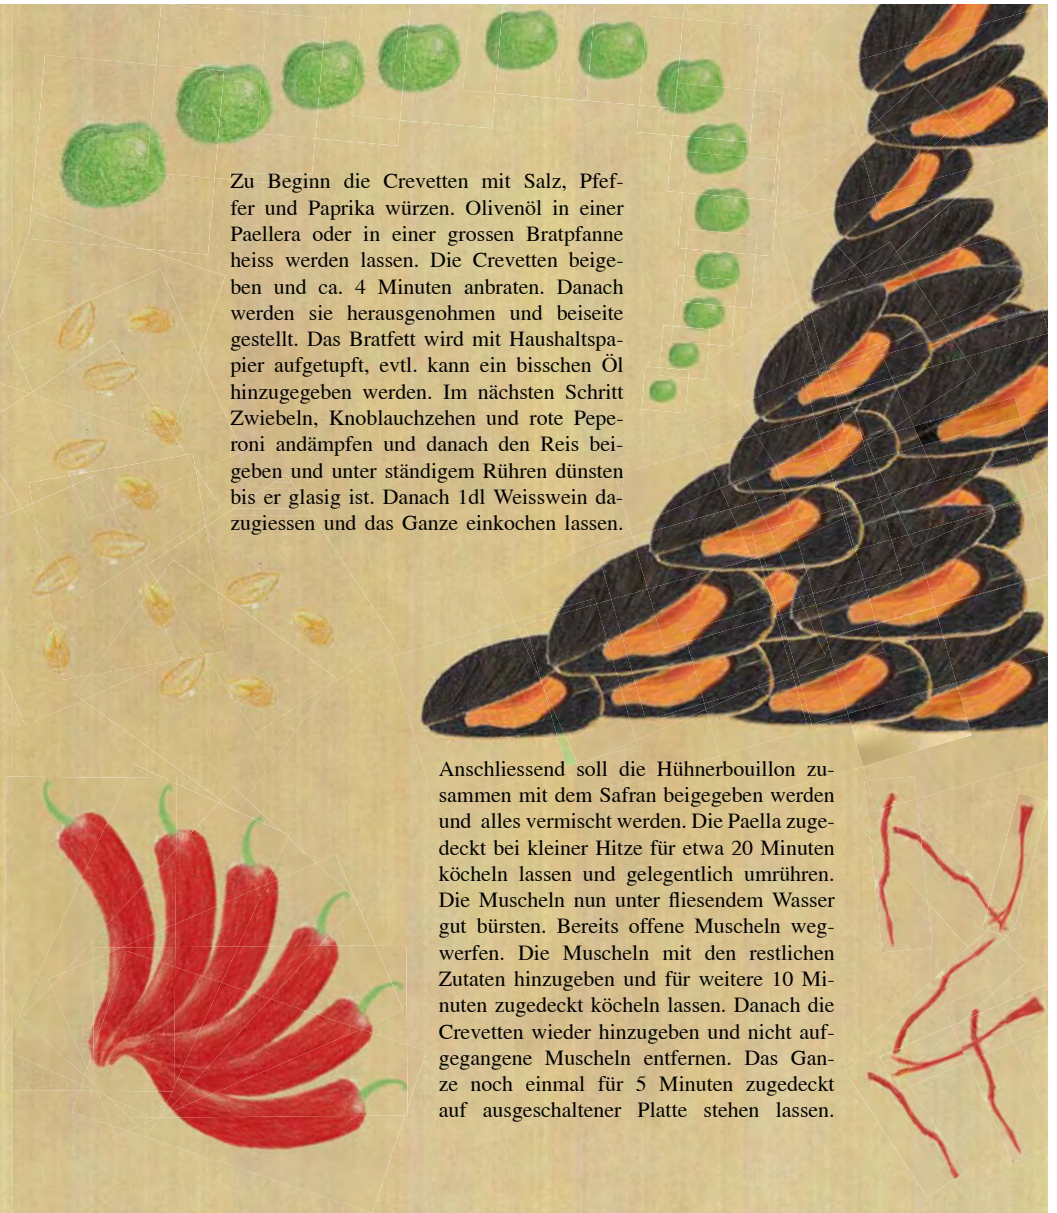 Zu Beginn die Crevetten mit Salz, Pfef-
fer und Paprika würzen. Olivenöl in einer
Paellera oder in einer grossen Bratpfanne
heiss werden lassen. Die Crevetten beige-
ben und ca. 4 Minuten anbraten. Danach
werden sie herausgenommen und beiseite
gestellt. Das Bratfett wird mit Haushaltspa-
pier aufgetupft, evtl. kann ein bisschen Öl
hinzugegeben werden. Im nächsten Schritt
Zwiebeln, Knoblauchzehen und rote Pepe-
roni andämpfen und danach den Reis bei-
geben und unter ständigem Rühren dünsten
bis er glasig ist. Danach 1dl Weisswein da-
zugiessen und das Ganze einkochen lassen.
Anschliessend soll die Hühnerbouillon zu-
sammen mit dem Safran beigegeben werden
und alles vermischt werden. Die Paella zuge-
deckt bei kleiner Hitze für etwa 20 Minuten
köcheln lassen und gelegentlich umrühren.
Die Muscheln nun unter fliesendem Wasser
gut bürsten. Bereits offene Muscheln weg-
werfen. Die Muscheln mit den restlichen
Zutaten hinzugeben und für weitere 10 Mi-
nuten zugedeckt köcheln lassen. Danach die
Crevetten wieder hinzugeben und nicht auf-
gegangene Muscheln entfernen. Das Gan-
ze noch einmal für 5 Minuten zugedeckt
auf ausgeschaltener Platte stehen lassen.